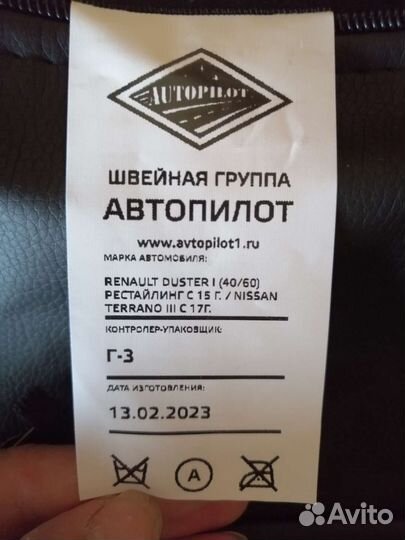 AUTOPILOT
ШВЕЙНАЯ ГРУППА
АВТОПИЛОТ
www.avtopilot1.ru
МАРКА АВТОМОБИЛЯ:
RENAULT DUSTER I (40/60)
РЕСТАЙЛИНГ С 15 Г. / NISSAN
TERRANO III С 17Г.
КОНТРОЛЕР-УПАКОВЩИК:
Г-3
ДАТА ИЗГОТОВЛЕНИЯ:
13.02.2023
A
Avito